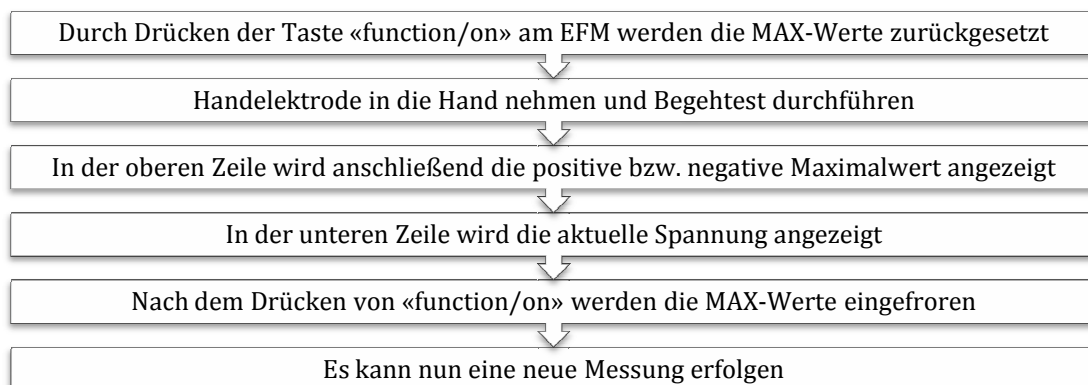 Durch Drücken der Taste «function/on» am EFM werden die MAX-Werte zurückgesetzt
Handelektrode in die Hand nehmen und Begehtest durchführen
In der oberen Zeile wird anschließend die positive bzw. negative Maximalwert angezeigt
In der unteren Zeile wird die aktuelle Spannung angezeigt
Nach dem Drücken von «function/on» werden die MAX-Werte eingefroren
Es kann nun eine neue Messung erfolgen